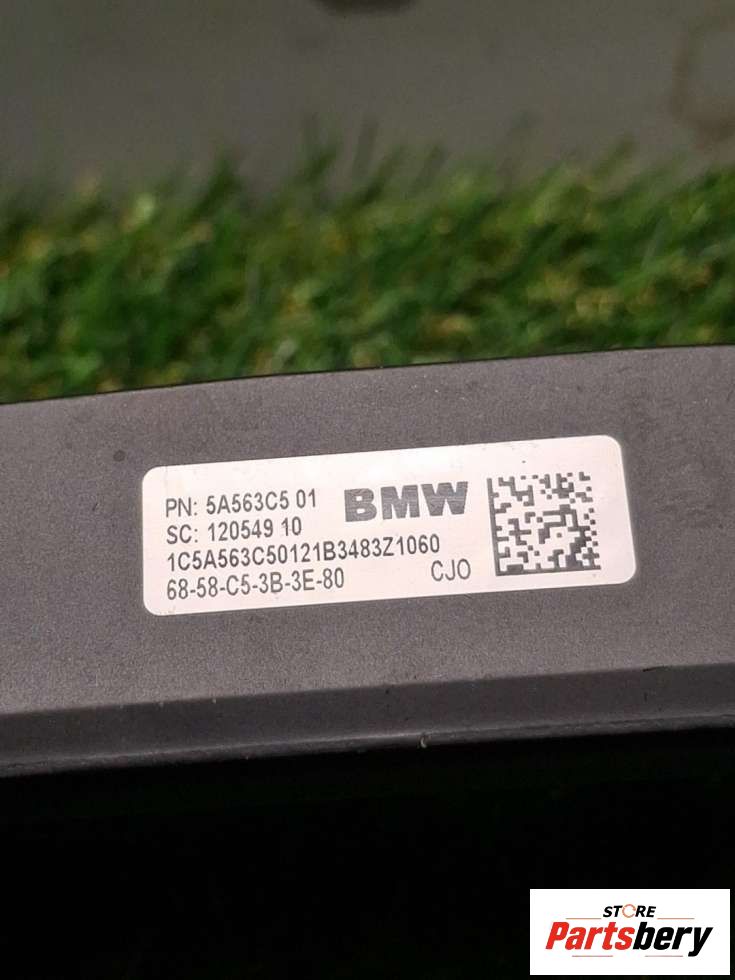 PN: 5A563C5 01 BMW
SC: 120549 10
1C5A563C50121B3483Z1060
68-58-C5-3B-3E-80 CJO
STORE
Partsbery